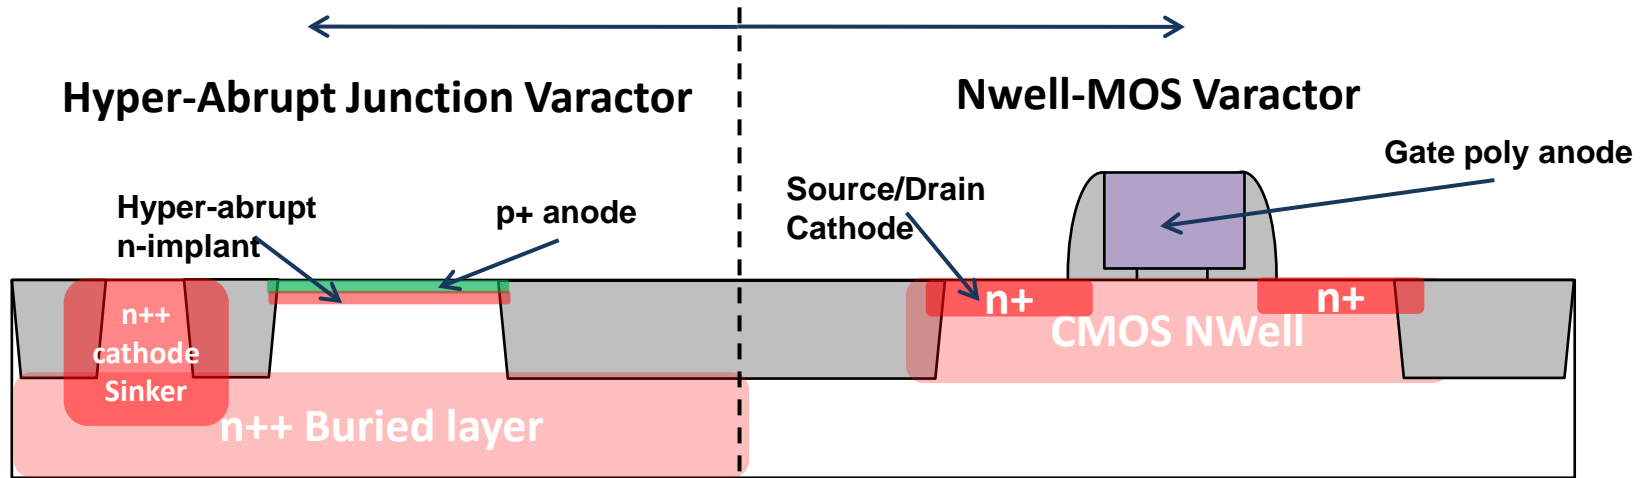 Hyper-Abrupt Junction Varactor
Nwell-MOS Varactor
Hyper-abrupt
n-implant
p+ anode
Source/Drain
Cathode
Gate poly anode
n++
cathode
Sinker
n++ Buried layer
n+
n+
CMOS NWell